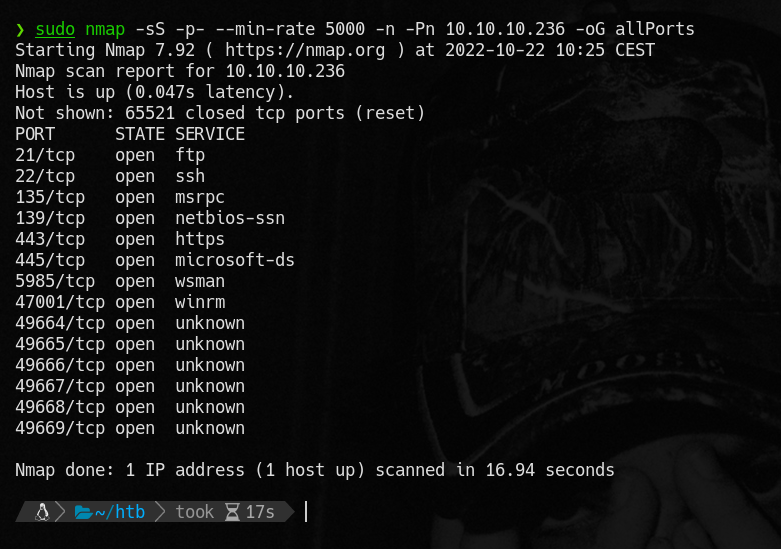 ❯ sudo nmap -sS -p- --min-rate 5000 -n -Pn 10.10.10.236 -oG allPorts
Starting Nmap 7.92 ( https://nmap.org ) at 2022-10-22 10:25 CEST
Nmap scan report for 10.10.10.236
Host is up (0.047s latency).
Not shown: 65521 closed tcp ports (reset)
PORT      STATE SERVICE
21/tcp    open  ftp
22/tcp    open  ssh
135/tcp   open  msrpc
139/tcp   open  netbios-ssn
443/tcp   open  https
445/tcp   open  microsoft-ds
5985/tcp  open  wsman
47001/tcp open  winrm
49664/tcp open  unknown
49665/tcp open  unknown
49666/tcp open  unknown
49667/tcp open  unknown
49668/tcp open  unknown
49669/tcp open  unknown
Nmap done: 1 IP address (1 host up) scanned in 16.94 seconds
~/htb took 17s